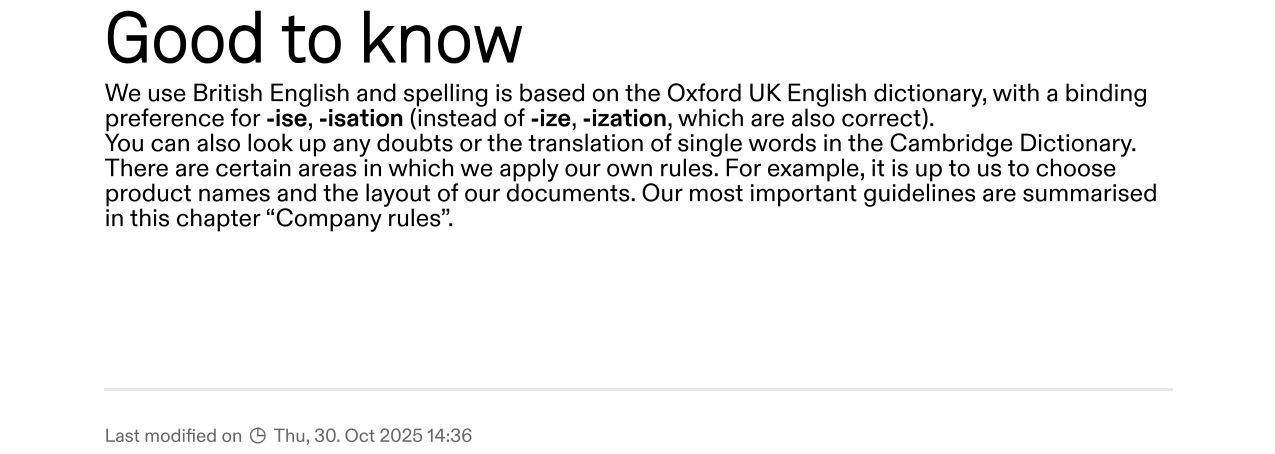 Good to know
We use British English and spelling is based on the Oxford UK English dictionary, with a binding
preference for -ise, -isation (instead of -ize, -ization, which are also correct).
You can also look up any doubts or the translation of single words in the Cambridge Dictionary.
There are certain areas in which we apply our own rules. For example, it is up to us to choose
product names and the layout of our documents. Our most important guidelines are summarised
in this chapter “Company rules”.
Last modified on Thu, 30. Oct 2025 14:36